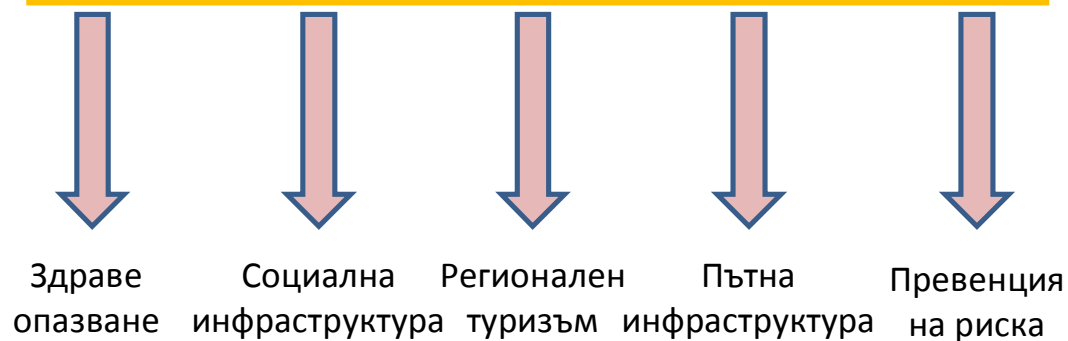 Здраве
опазване
Социална
инфраструктура
Регионален
туризъм
Пътна
инфраструктура
Превенция
на риска